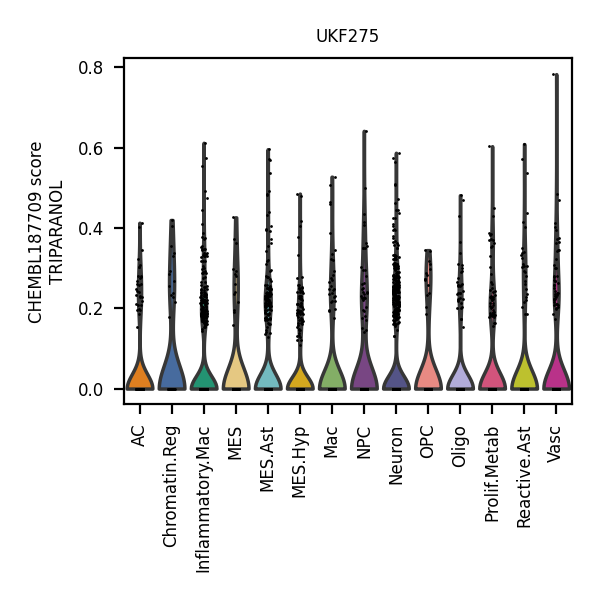 UKF275
CHEMBL187709 score
TRIPARANOL
0.8
0.6
0.4
0.2
0.0
AC
Chromatin.Reg
Inflammatory.Mac
MES
MES.Ast
MES.Hyp
Mac
NPC
Neuron
OPC
Oligo
Prolif.Metab
Reactive.Ast
Vasc